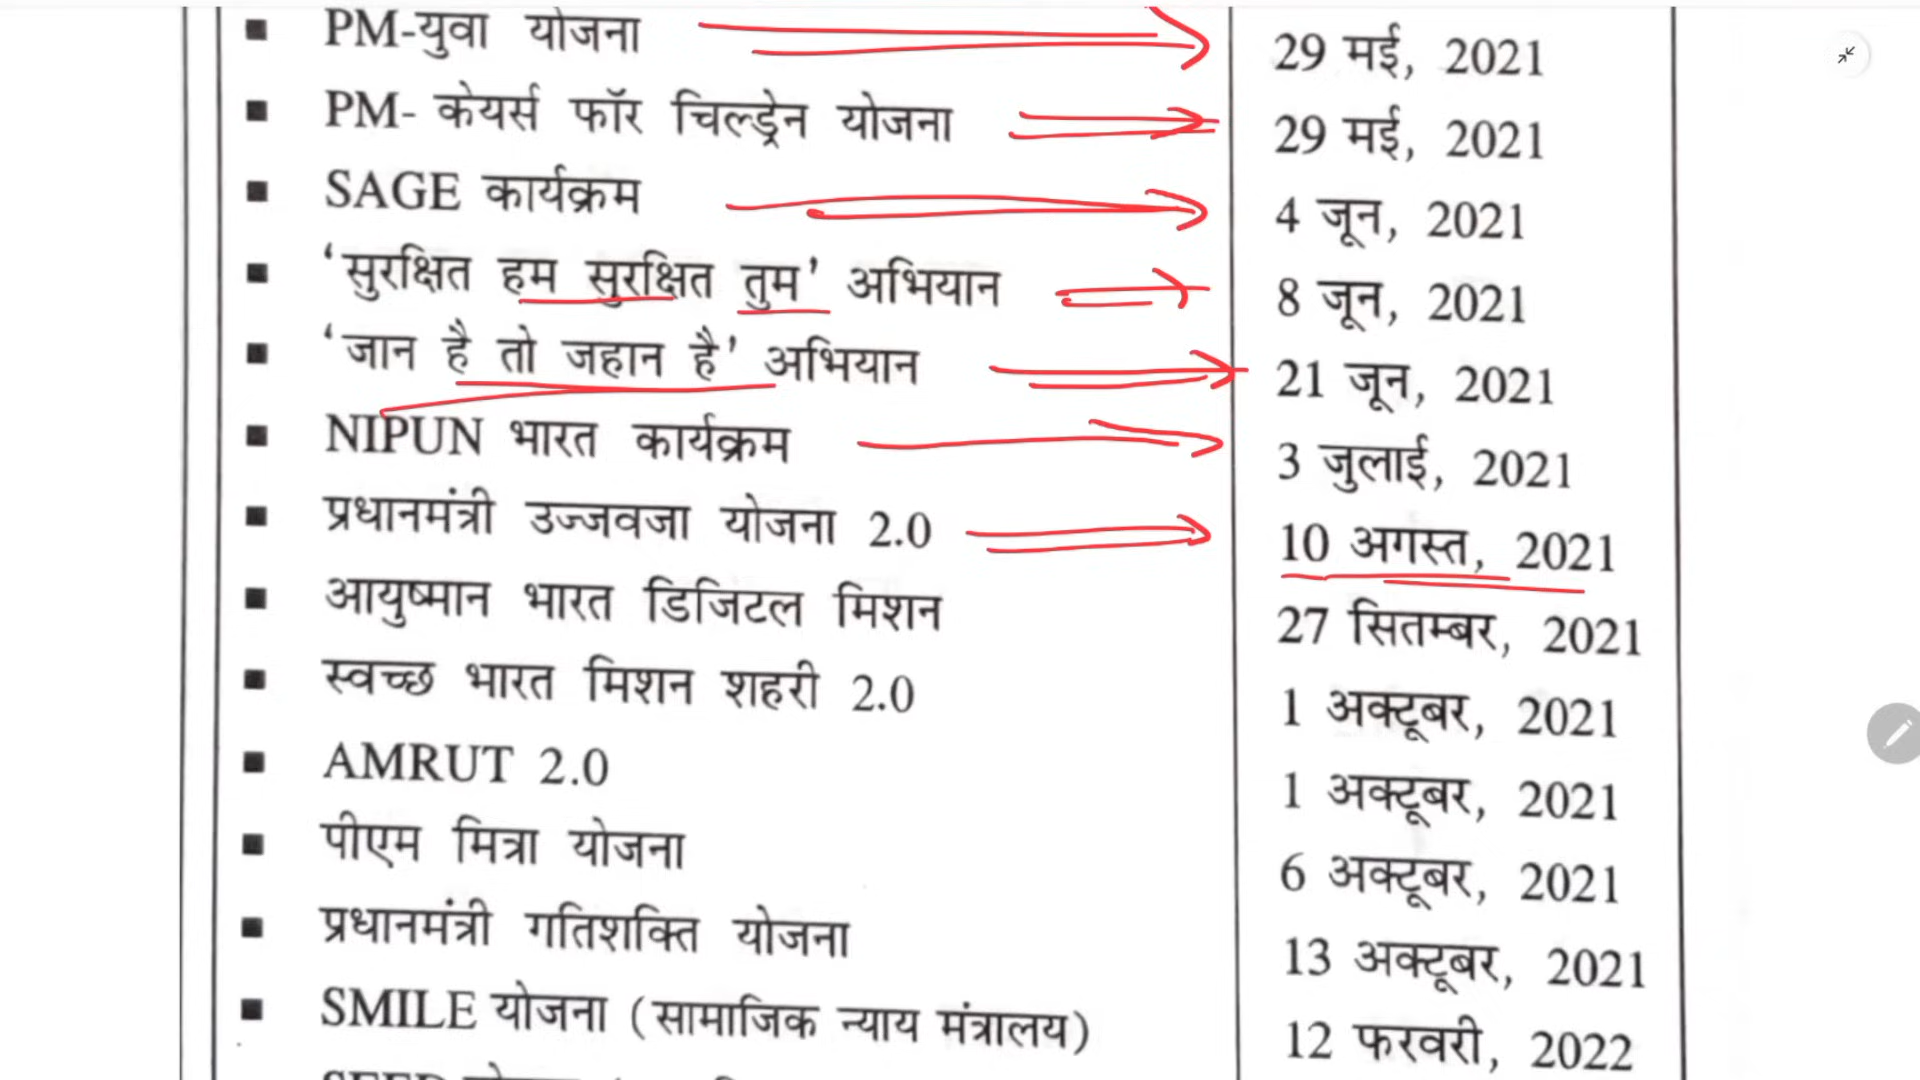 ▪ PM-युवा योजना 29 मई, 2021
▪ PM- केयर्स फॉर चिल्ड्रेन योजना 29 मई, 2021
▪ SAGE कार्यक्रम 4 जून, 2021
▪ ‘सुरक्षित हम सुरक्षित तुम’ अभियान 8 जून, 2021
▪ ‘जान है तो जहान है’ अभियान 21 जून, 2021
▪ NIPUN भारत कार्यक्रम 3 जुलाई, 2021
▪ प्रधानमंत्री उज्जवजा योजना 2.0 10 अगस्त, 2021
▪ आयुष्मान भारत डिजिटल मिशन 27 सितम्बर, 2021
▪ स्वच्छ भारत मिशन शहरी 2.0 1 अक्टूबर, 2021
▪ AMRUT 2.0 1 अक्टूबर, 2021
▪ पीएम मित्रा योजना 6 अक्टूबर, 2021
▪ प्रधानमंत्री गतिशक्ति योजना 13 अक्टूबर, 2021
▪ SMILE योजना (सामाजिक न्याय मंत्रालय) 12 फरवरी, 2022